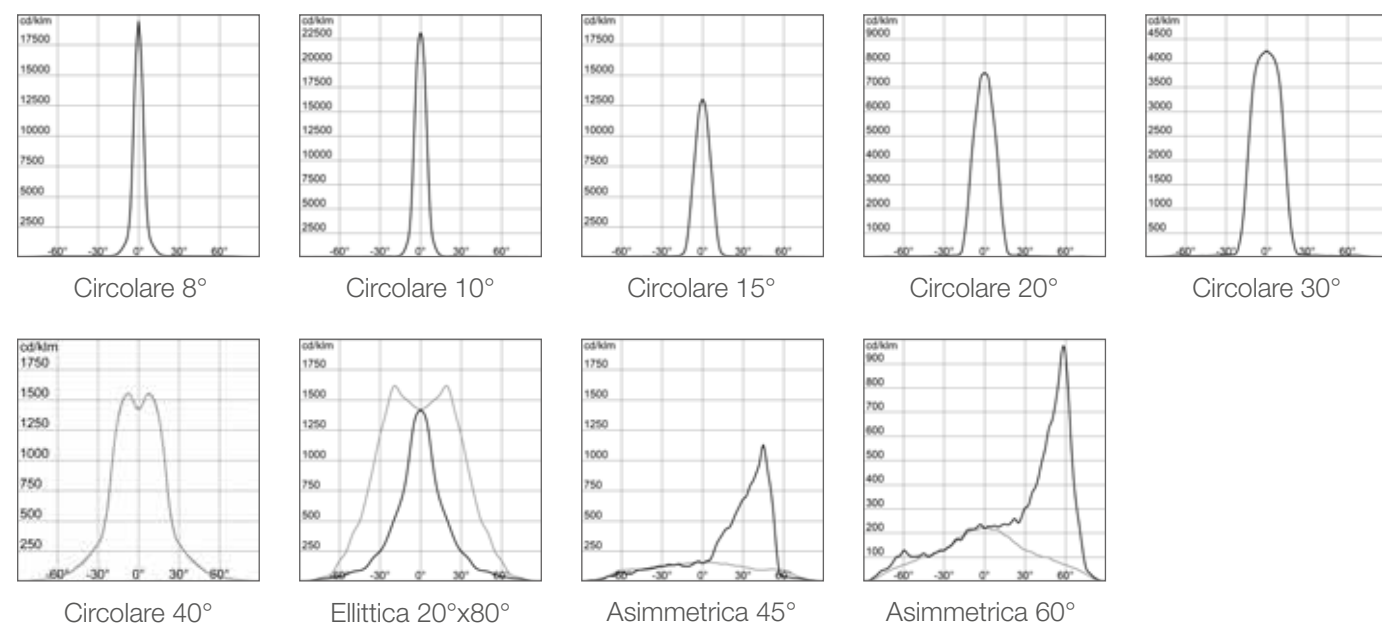 cd/klm
17500
15000
12500
10000
7500
5000
2500
-60° -30° 0° 30° 60°
Circolare 8°
cd/klm
22500
20000
17500
15000
12500
10000
7500
5000
2500
-60° -30° 0° 30° 60°
Circolare 10°
cd/klm
17500
15000
12500
10000
7500
5000
2500
-60° -30° 0° 30° 60°
Circolare 15°
cd/klm
9000
8000
7000
6000
5000
4000
3000
2000
1000
-60° -30° 0° 30° 60°
Circolare 20°
cd/klm
4500
4000
3500
3000
2500
2000
1500
1000
500
-60° -30° 0° 30° 60°
Circolare 30°
cd/klm
1750
1500
1250
1000
750
500
250
-60° -30° 0° 30° 60°
Circolare 40°
cd/klm
1750
1500
1250
1000
750
500
250
-60° -30° 0° 30° 60°
Ellittica 20°x80°
cd/klm
1750
1500
1250
1000
750
500
250
-60° -30° 0° 30° 60°
Asimmetrica 45°
cd/klm
900
800
700
600
500
400
300
200
100
-60° -30° 0° 30° 60°
Asimmetrica 60°